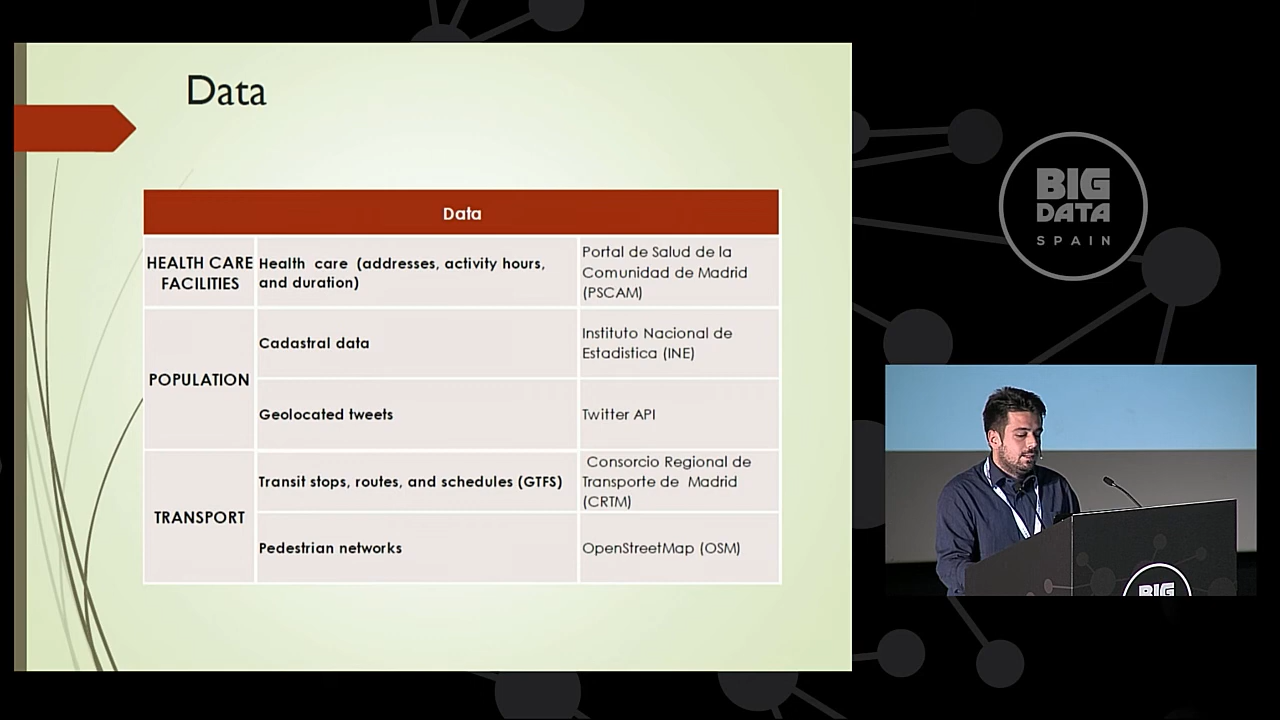 Data
Data
HEALTH CARE
FACILITIES
Health care (addresses, activity hours,
and duration)
Portal de Salud de la
Comunidad de Madrid
(PSCAM)
POPULATION
Cadastral data
Instituto Nacional de
Estadistica (INE)
Geolocated tweets
Twitter API
TRANSPORT
Transit stops, routes, and schedules (GTFS)
Consorcio Regional de
Transporte de Madrid
(CRTM)
Pedestrian networks
OpenStreetMap (OSM)
BIG
DATA
SPAIN
BIG